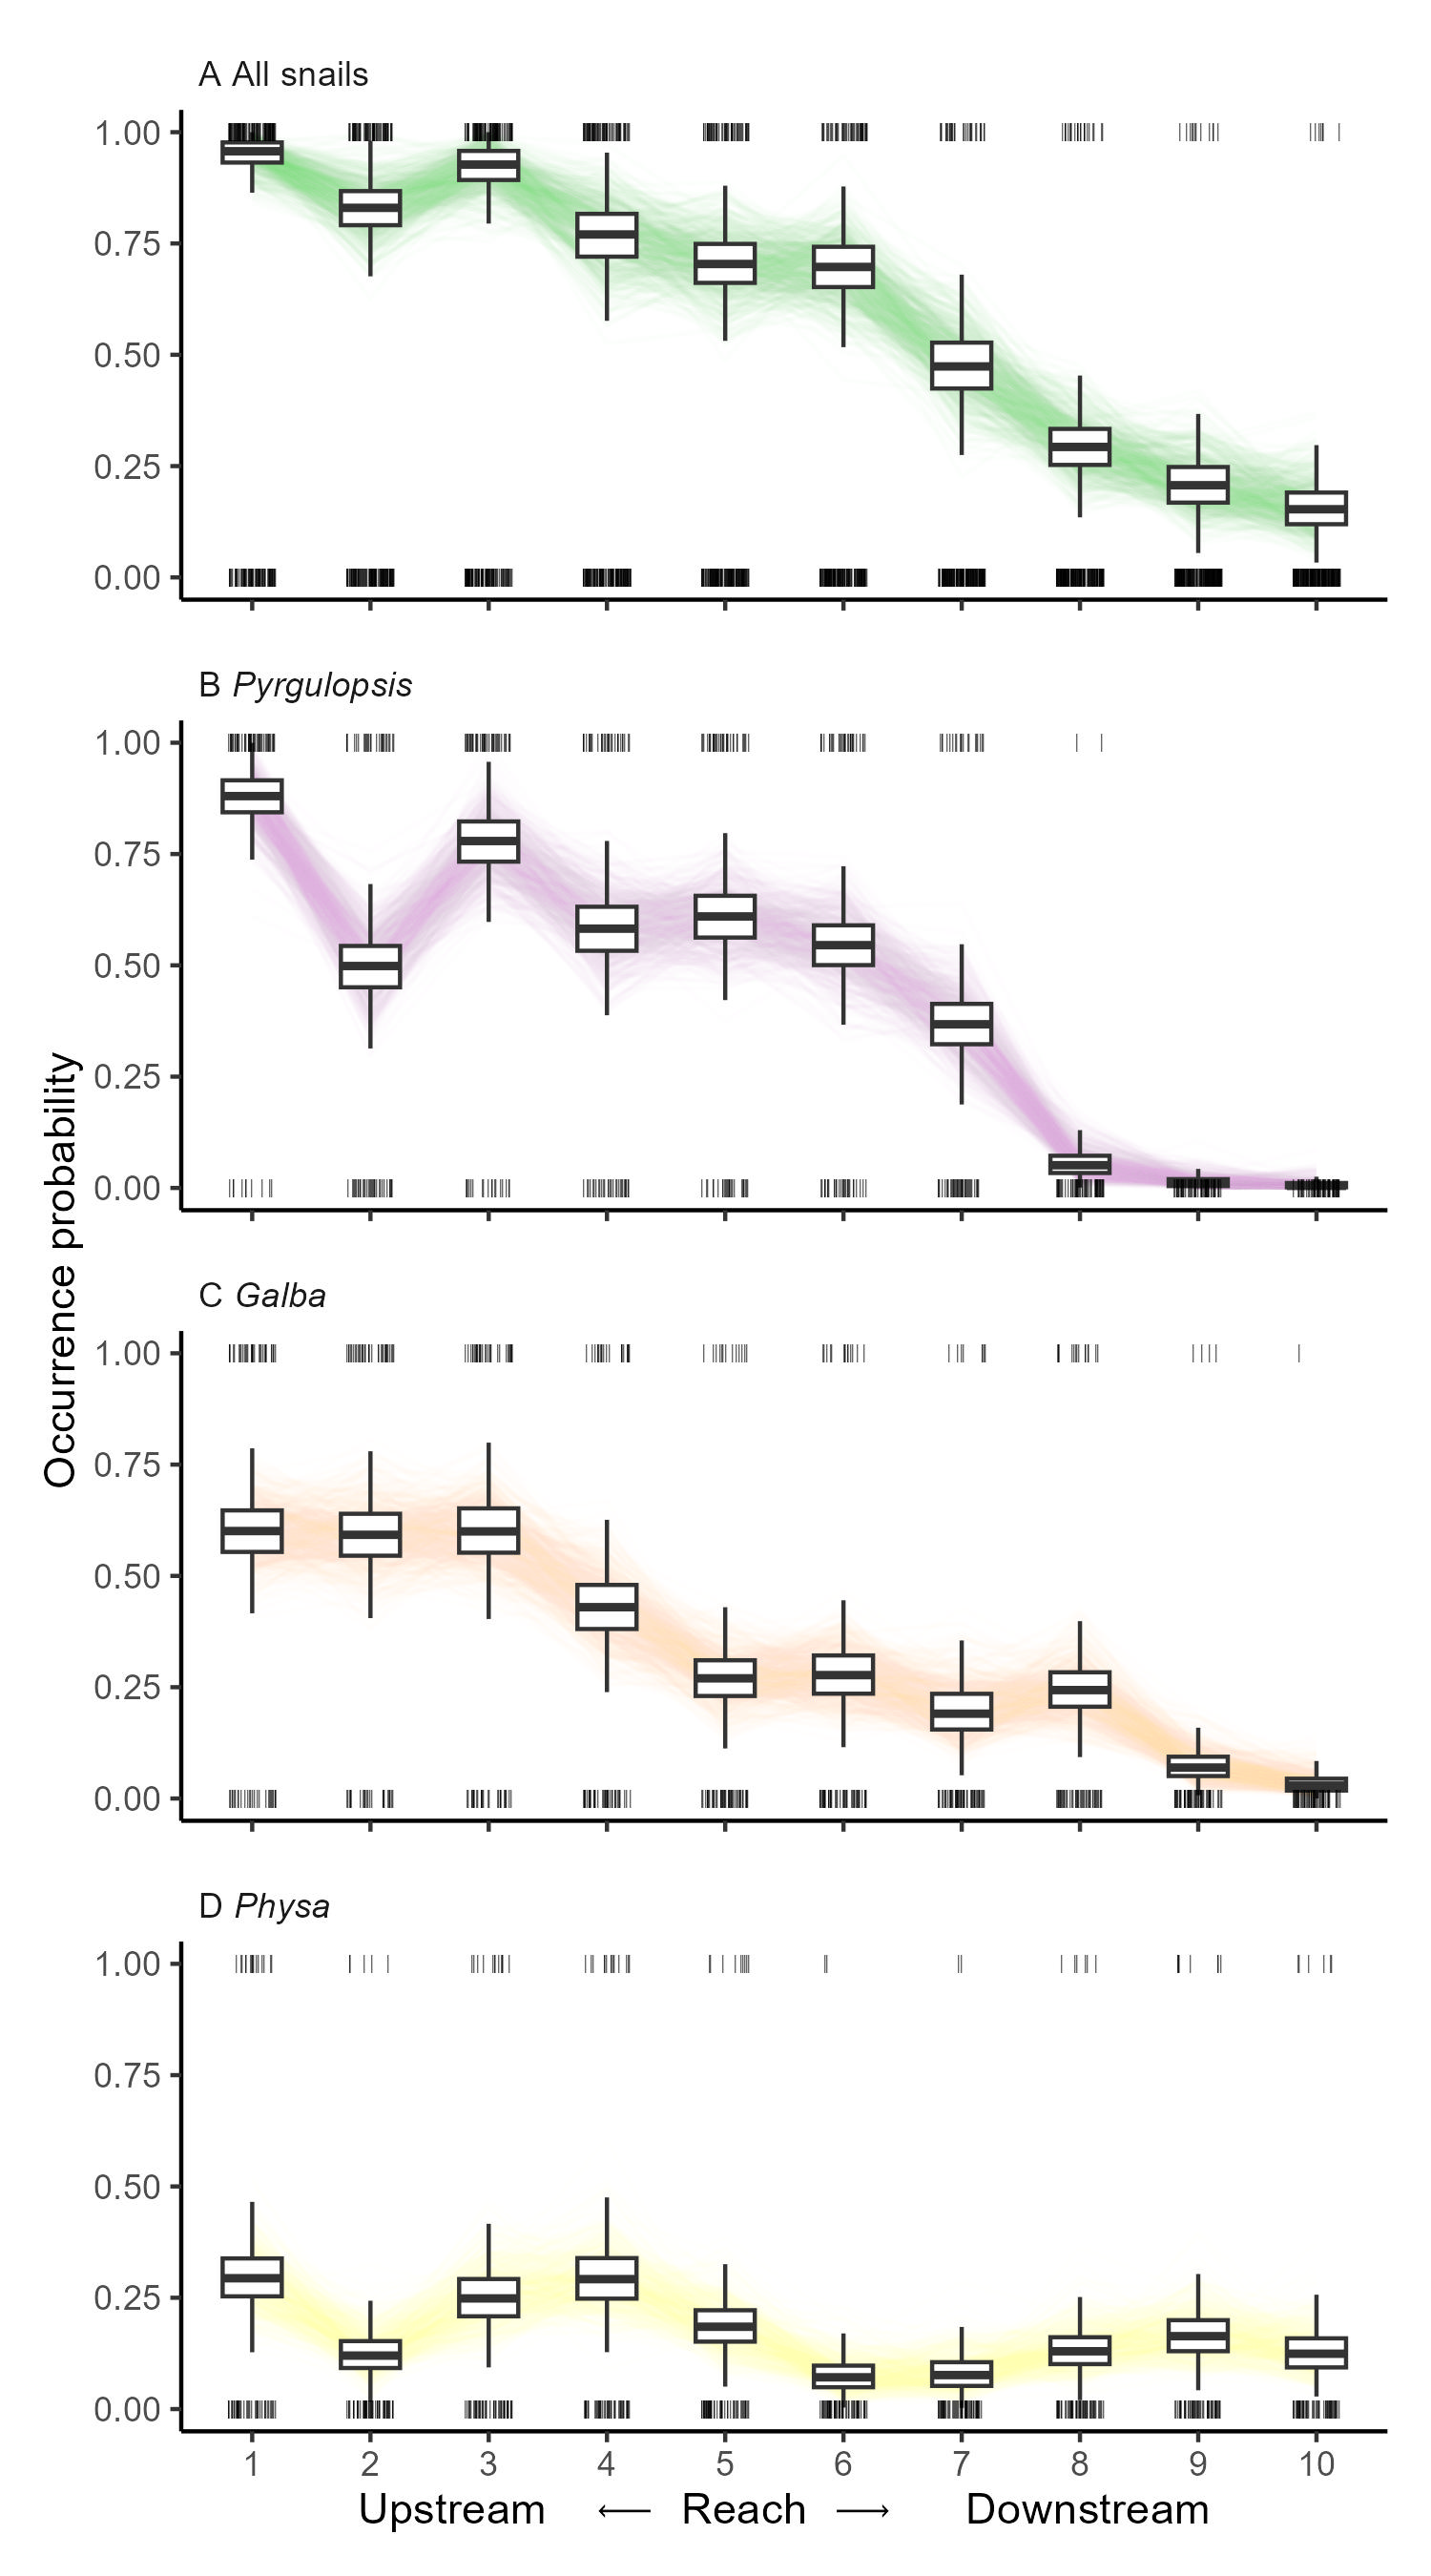 A All snails
1.00
0.75
0.50
0.25
0.00
B Pyrgulopsis
1.00
0.75
0.50
0.25
0.00
Occurrence probability
C Galba
1.00
0.75
0.50
0.25
0.00
D Physa
1.00
0.75
0.50
0.25
0.00
1 2 3 4 5 6 7 8 9 10
Upstream ← Reach → Downstream